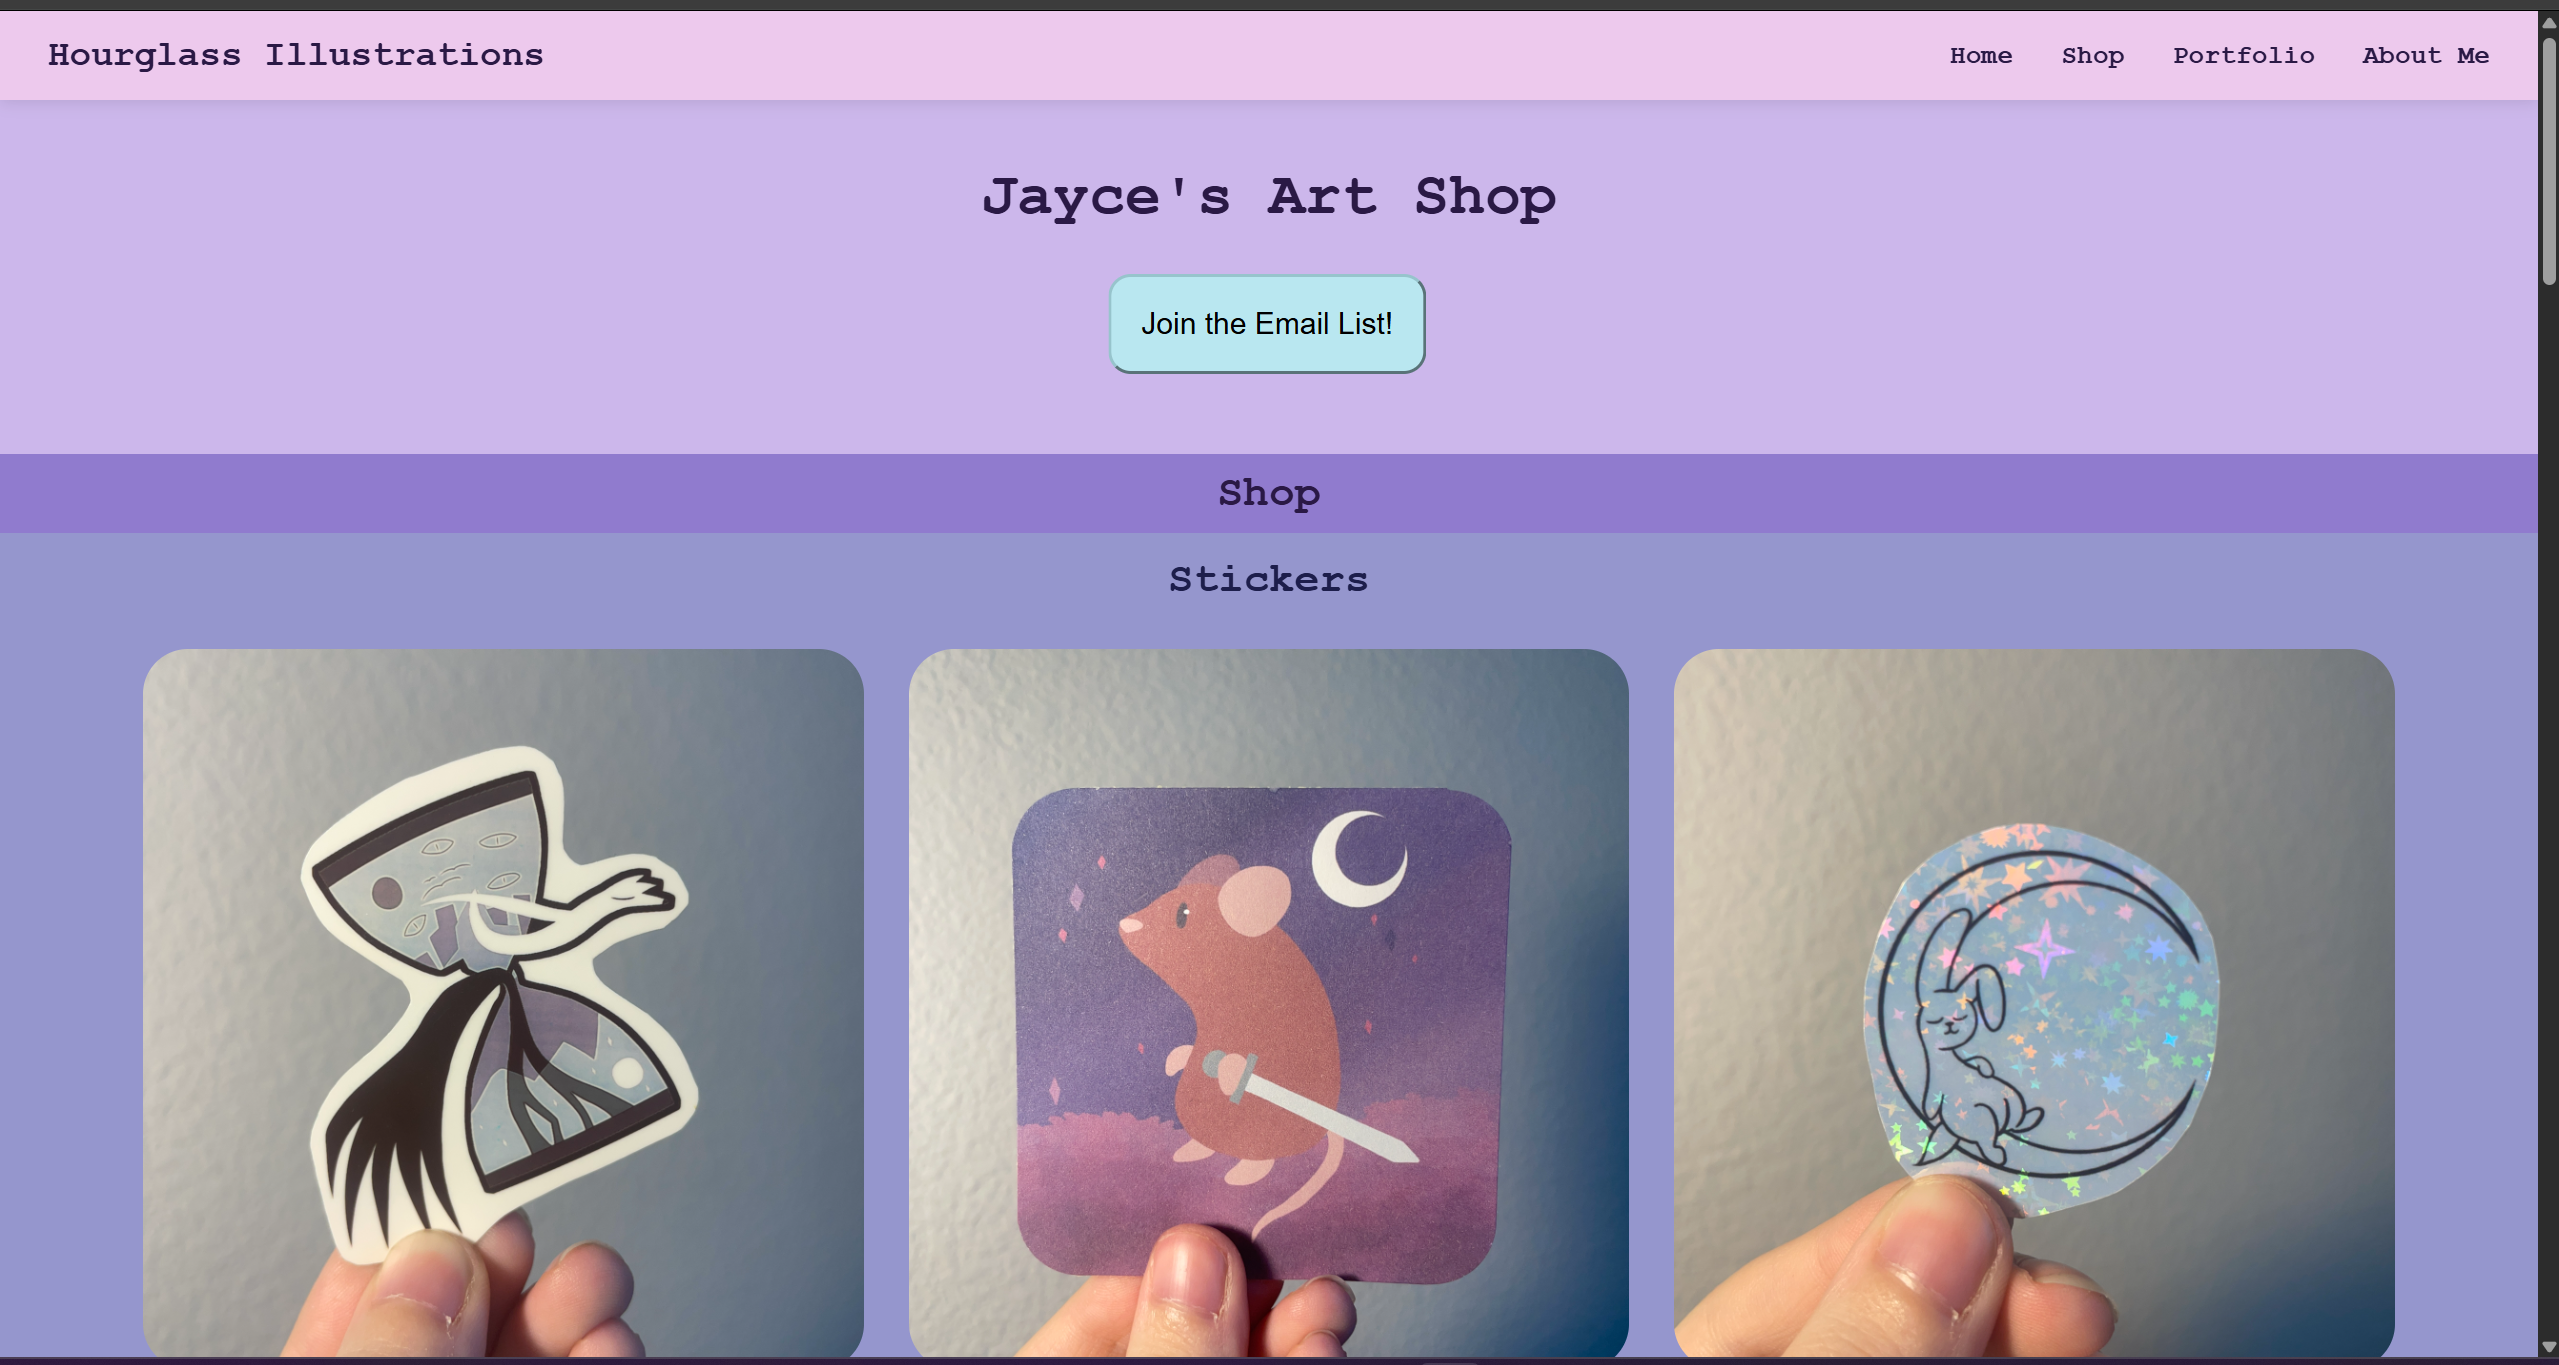 Hourglass Illustrations
Home Shop Portfolio About Me
Jayce's Art Shop
Join the Email List!
Shop
Stickers